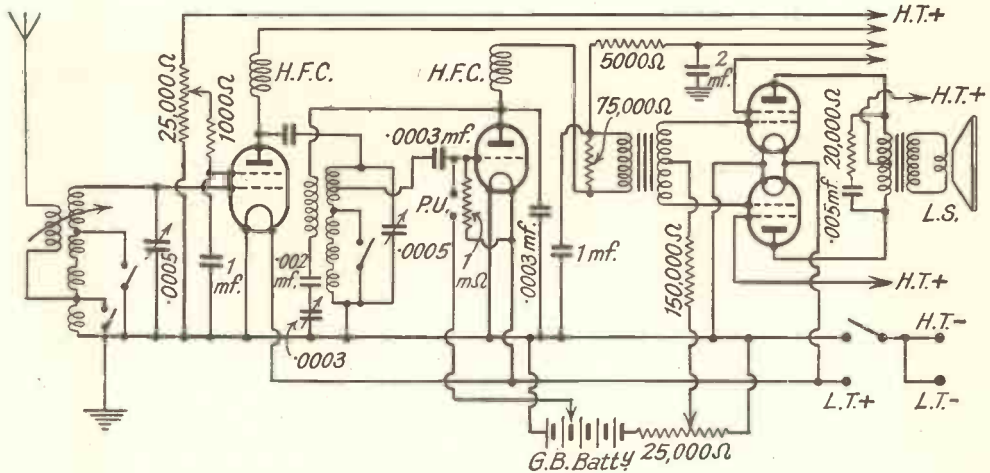 H.T.+
25,000Ω
1000Ω
H.F.C.
H.F.C.
5000Ω
2
mf.
75,000Ω
H.T.+
20,000Ω
.005mf.
L.S.
.0003mf.
P.U.
1
mΩ
.0005
1
mf.
.002
mf.
.0003
.0005
.0003mf.
1mf.
150,000Ω
H.T.+
H.T.-
L.T.+
L.T.-
G.B.Batty
25,000Ω